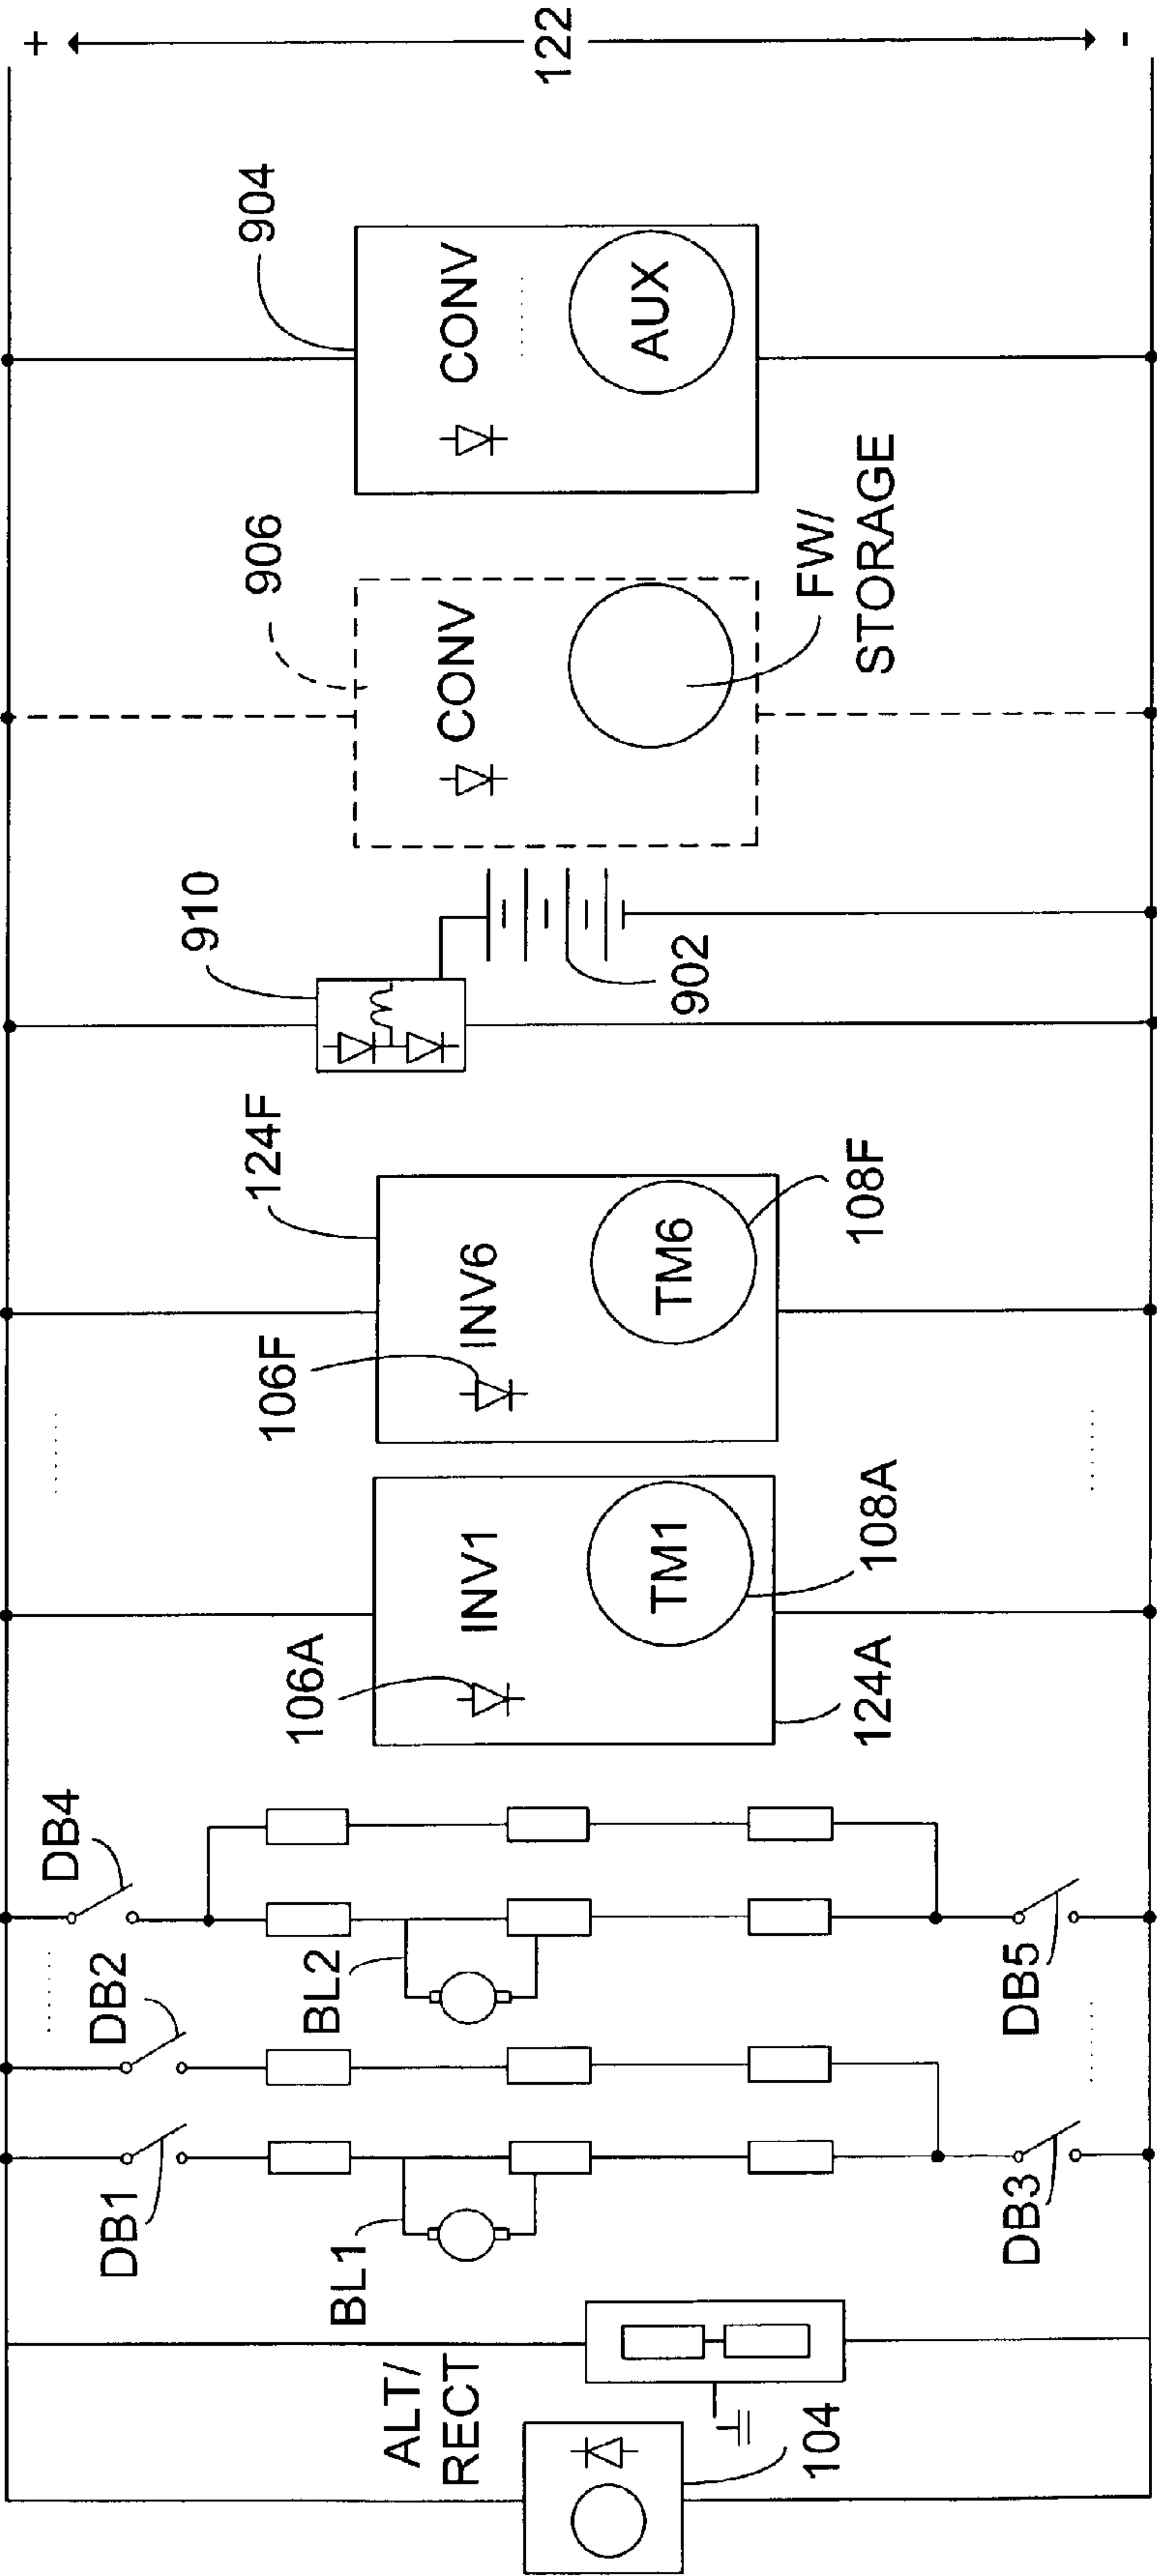 ALT/
RECT
104
BL1
DB1
DB2
DB3
BL2
DB4
DB5
106A
INV1
TM1
108A
124A
106F
INV6
TM6
108F
124F
910
902
906
CONV
FW/
STORAGE
904
CONV
AUX
+
122
-